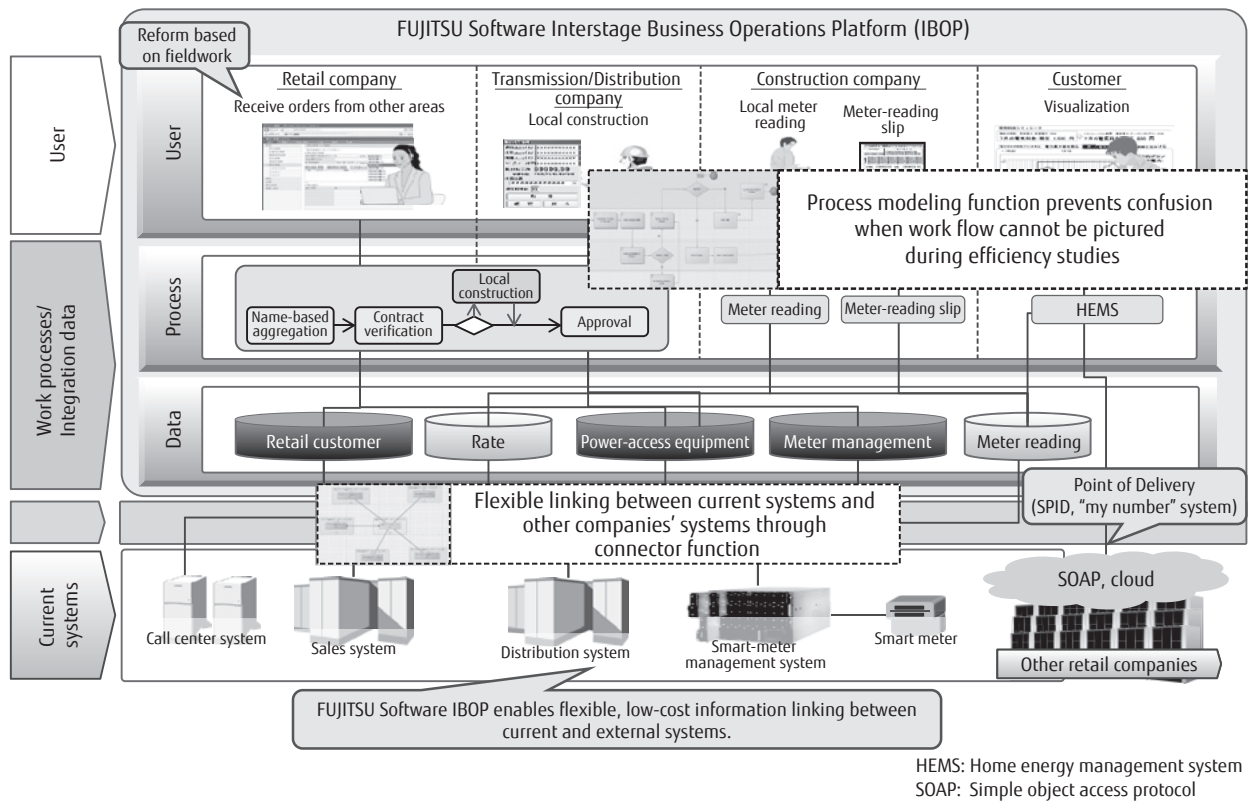 FUJITSU Software Interstage Business Operations Platform (IBOP)
Reform based
on fieldwork
User
User
Retail company
Receive orders from other areas
Transmission/Distribution
company
Local construction
Construction company
Local meter
reading
Meter-reading
slip
Customer
Visualization
Process modeling function prevents confusion
when work flow cannot be pictured
during efficiency studies
Work processes/
Integration data
Process
Name-based
aggregation
Contract
verification
Local
construction
Approval
Meter reading
Meter-reading slip
HEMS
Data
Retail customer
Rate
Power-access equipment
Meter management
Meter reading
Flexible linking between current systems and
other companies' systems through
connector function
Point of Delivery
(SPID, "my number" system)
Current
systems
Call center system
Sales system
Distribution system
Smart-meter
management system
Smart meter
SOAP, cloud
Other retail companies
FUJITSU Software IBOP enables flexible, low-cost information linking between
current and external systems.
HEMS: Home energy management system
SOAP: Simple object access protocol